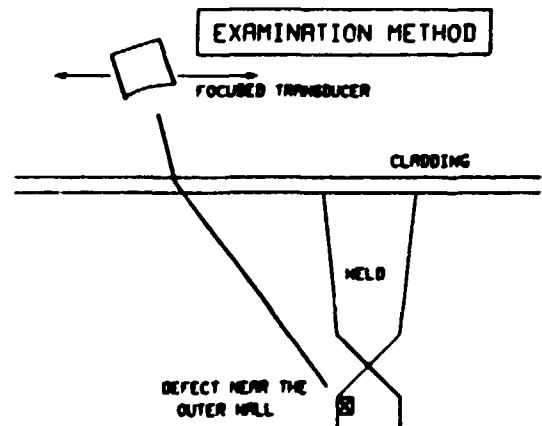 EXAMINATION METHOD
FOCUSED TRANSDUCER
CLADDING
WELD
DEFECT NEAR THE
OUTER WALL